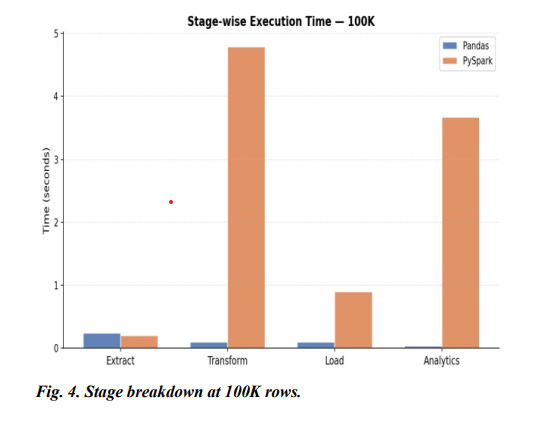 Stage-wise Execution Time — 100K
Pandas
PySpark
Time (seconds)
5
4
3
2
1
0
Extract Transform Load Analytics
Fig. 4. Stage breakdown at 100K rows.